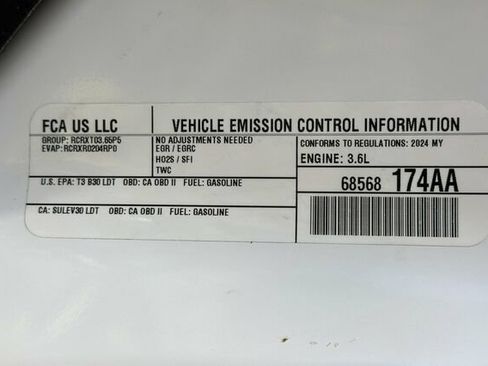 FCA US LLC
VEHICLE EMISSION CONTROL INFORMATION
GROUP: RCRXT03.65P5
EVAP: RCRXR0204RP0
NO ADJUSTMENTS NEEDED
EGR / EGRC
HO2S / SFI
TWC
CONFORMS TO REGULATIONS: 2024 MY
ENGINE: 3.6L
U.S. EPA: T3 B30 LDT OBD: CA OBD II FUEL: GASOLINE
68568 174AA
CA: SULEV30 LDT OBD: CA OBD II FUEL: GASOLINE